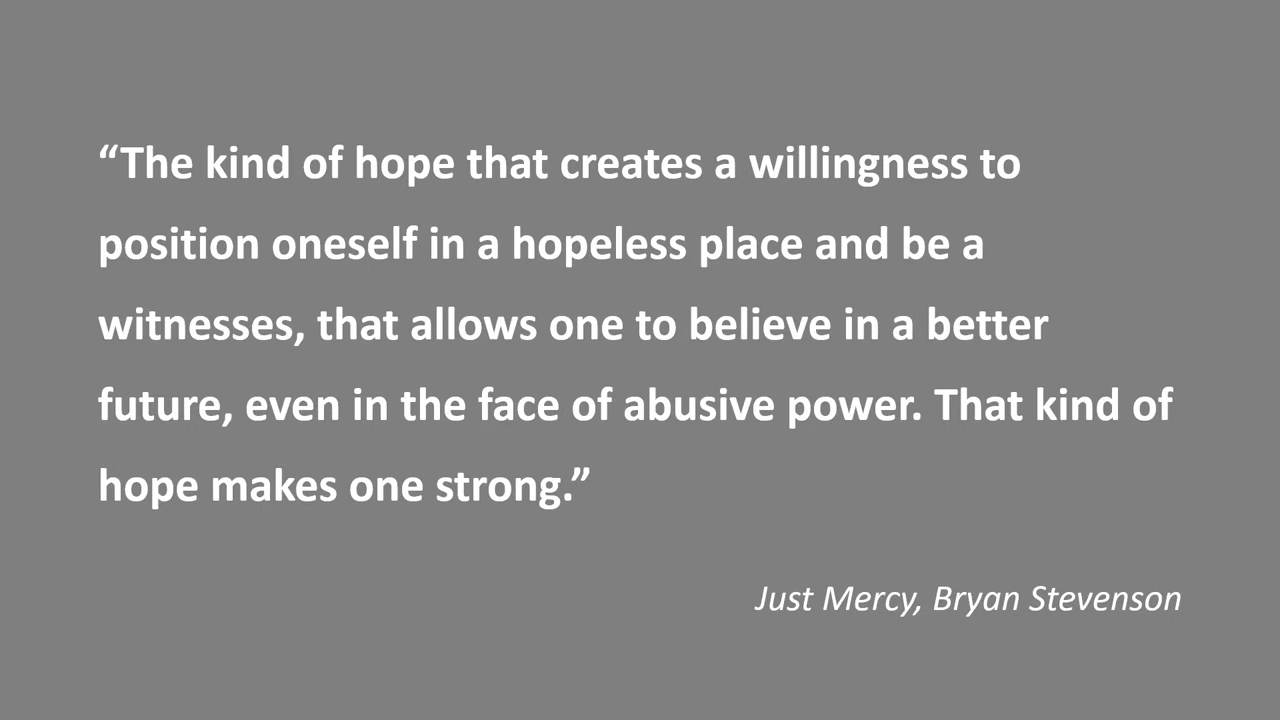 “The kind of hope that creates a willingness to
position oneself in a hopeless place and be a
witnesses, that allows one to believe in a better
future, even in the face of abusive power. That kind of
hope makes one strong.”
Just Mercy, Bryan Stevenson